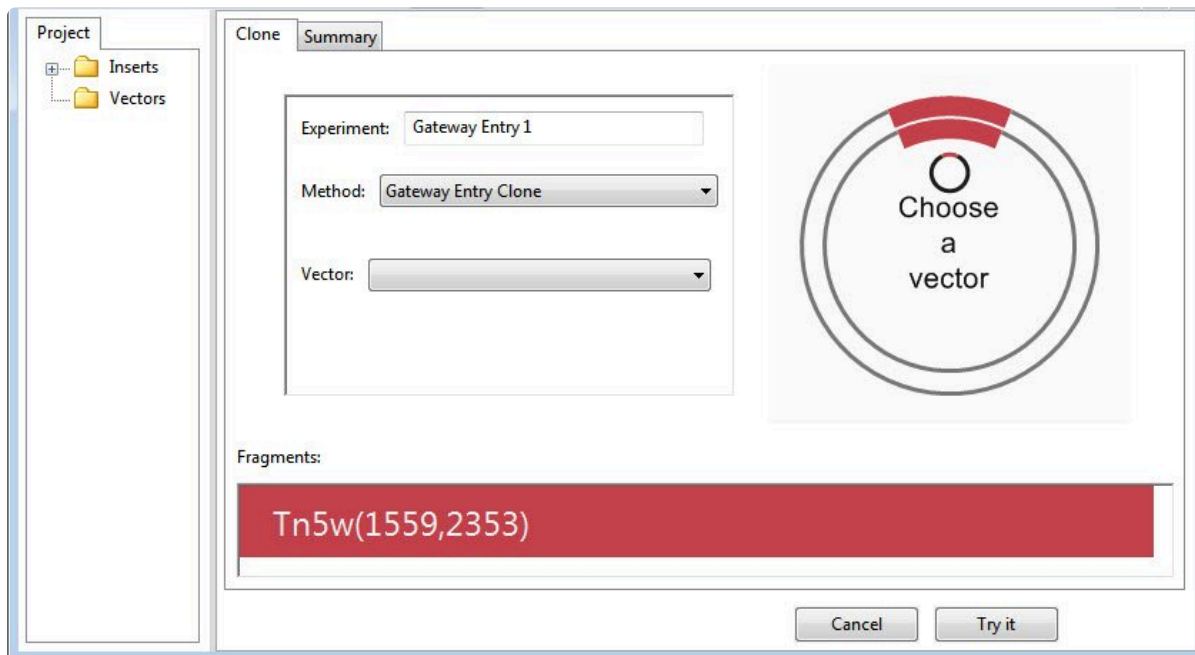 Project
Inserts
Vectors
Clone
Summary
Experiment: Gateway Entry 1
Method: Gateway Entry Clone
Vector:
Choose
a
vector
Fragments:
Tn5w(1559,2353)
Cancel
Try it